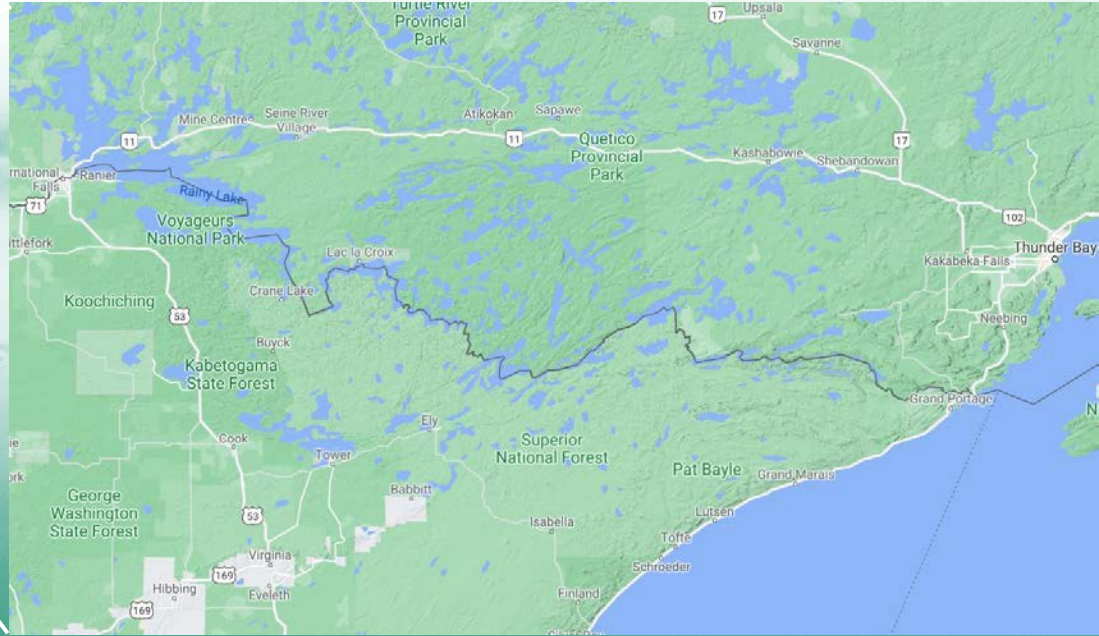 Turtle River
Provincial
Park
17
Upsala
Savanne
Mine Centre
Seine River
Village
Atikokan
Sapawe
11
11
Quetico
Provincial
Park
17
Kashabowie
Shebandowan
rnational
Falls
Ranier
71
Rainy Lake
Voyageurs
National Park
102
Thunder Bay
ittlefork
Lac la Croix
Kakabeka Falls
Koochiching
Crane Lake
53
Neebing
Buyck
Kabetogama
State Forest
Grand Portage
N
Ely
Cook
Superior
National Forest
Tower
Pat Bayle
Grand Marais
ie
ork
George
Washington
State Forest
Babbitt
53
Isabella
Lutsen
Tofte
Virginia
Schroeder
169
Hibbing
Eveleth
Finland
169